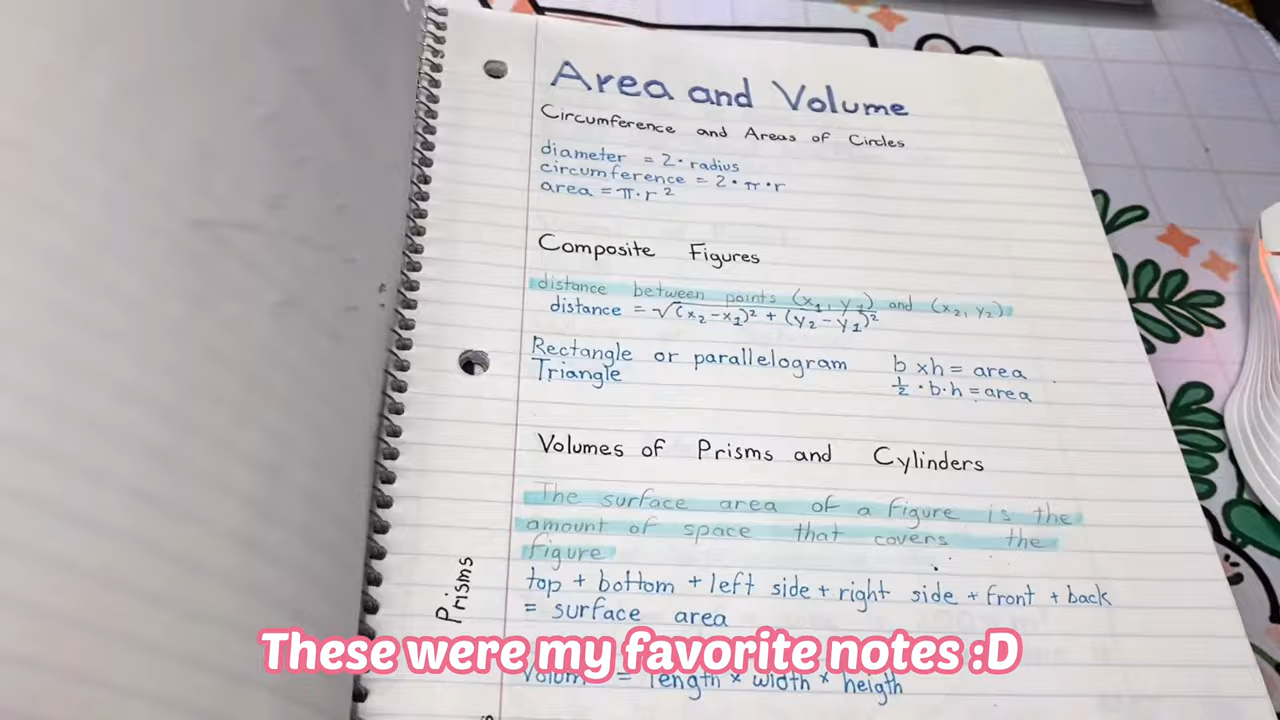 Area and Volume
Circumference and Areas of Circles
diameter = 2·radius
circumference = 2·π·r
area = π·r²
Composite Figures
distance between points (x₁, y₁) and (x₂, y₂)
distance = √(x₂-x₁)² + (y₂-y₁)²
Rectangle or parallelogram b xh = area
Triangle ½·b·h = area
Volumes of Prisms and Cylinders
The surface area of a figure is the
amount of space that covers the
figure
Prisms
top + bottom + left side + right side + front + back
= surface area
These were my favorite notes :D
= length × width × heigth